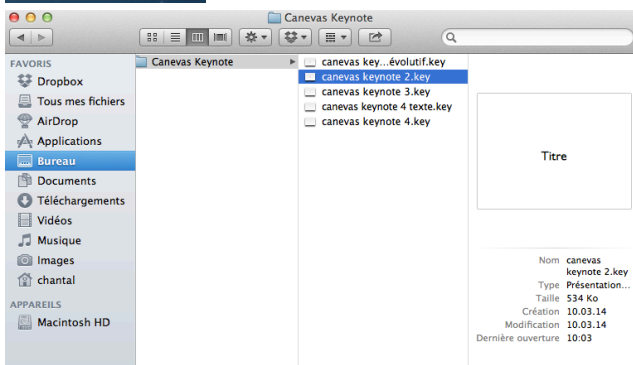 Canevas Keynote
FAVORIS
Dropbox
Tous mes fichiers
AirDrop
Applications
Bureau
Documents
Téléchargements
Vidéos
Musique
Images
chantal
APPAREILS
Macintosh HD
Canevas Keynote
canevas key...évolutif.key
canevas keynote 2.key
canevas keynote 3.key
canevas keynote 4 texte.key
canevas keynote 4.key
Titre
Nom canevas
keynote 2.key
Type Présentation...
Taille 534 Ko
Création 10.03.14
Modification 10.03.14
Dernière ouverture 10:03